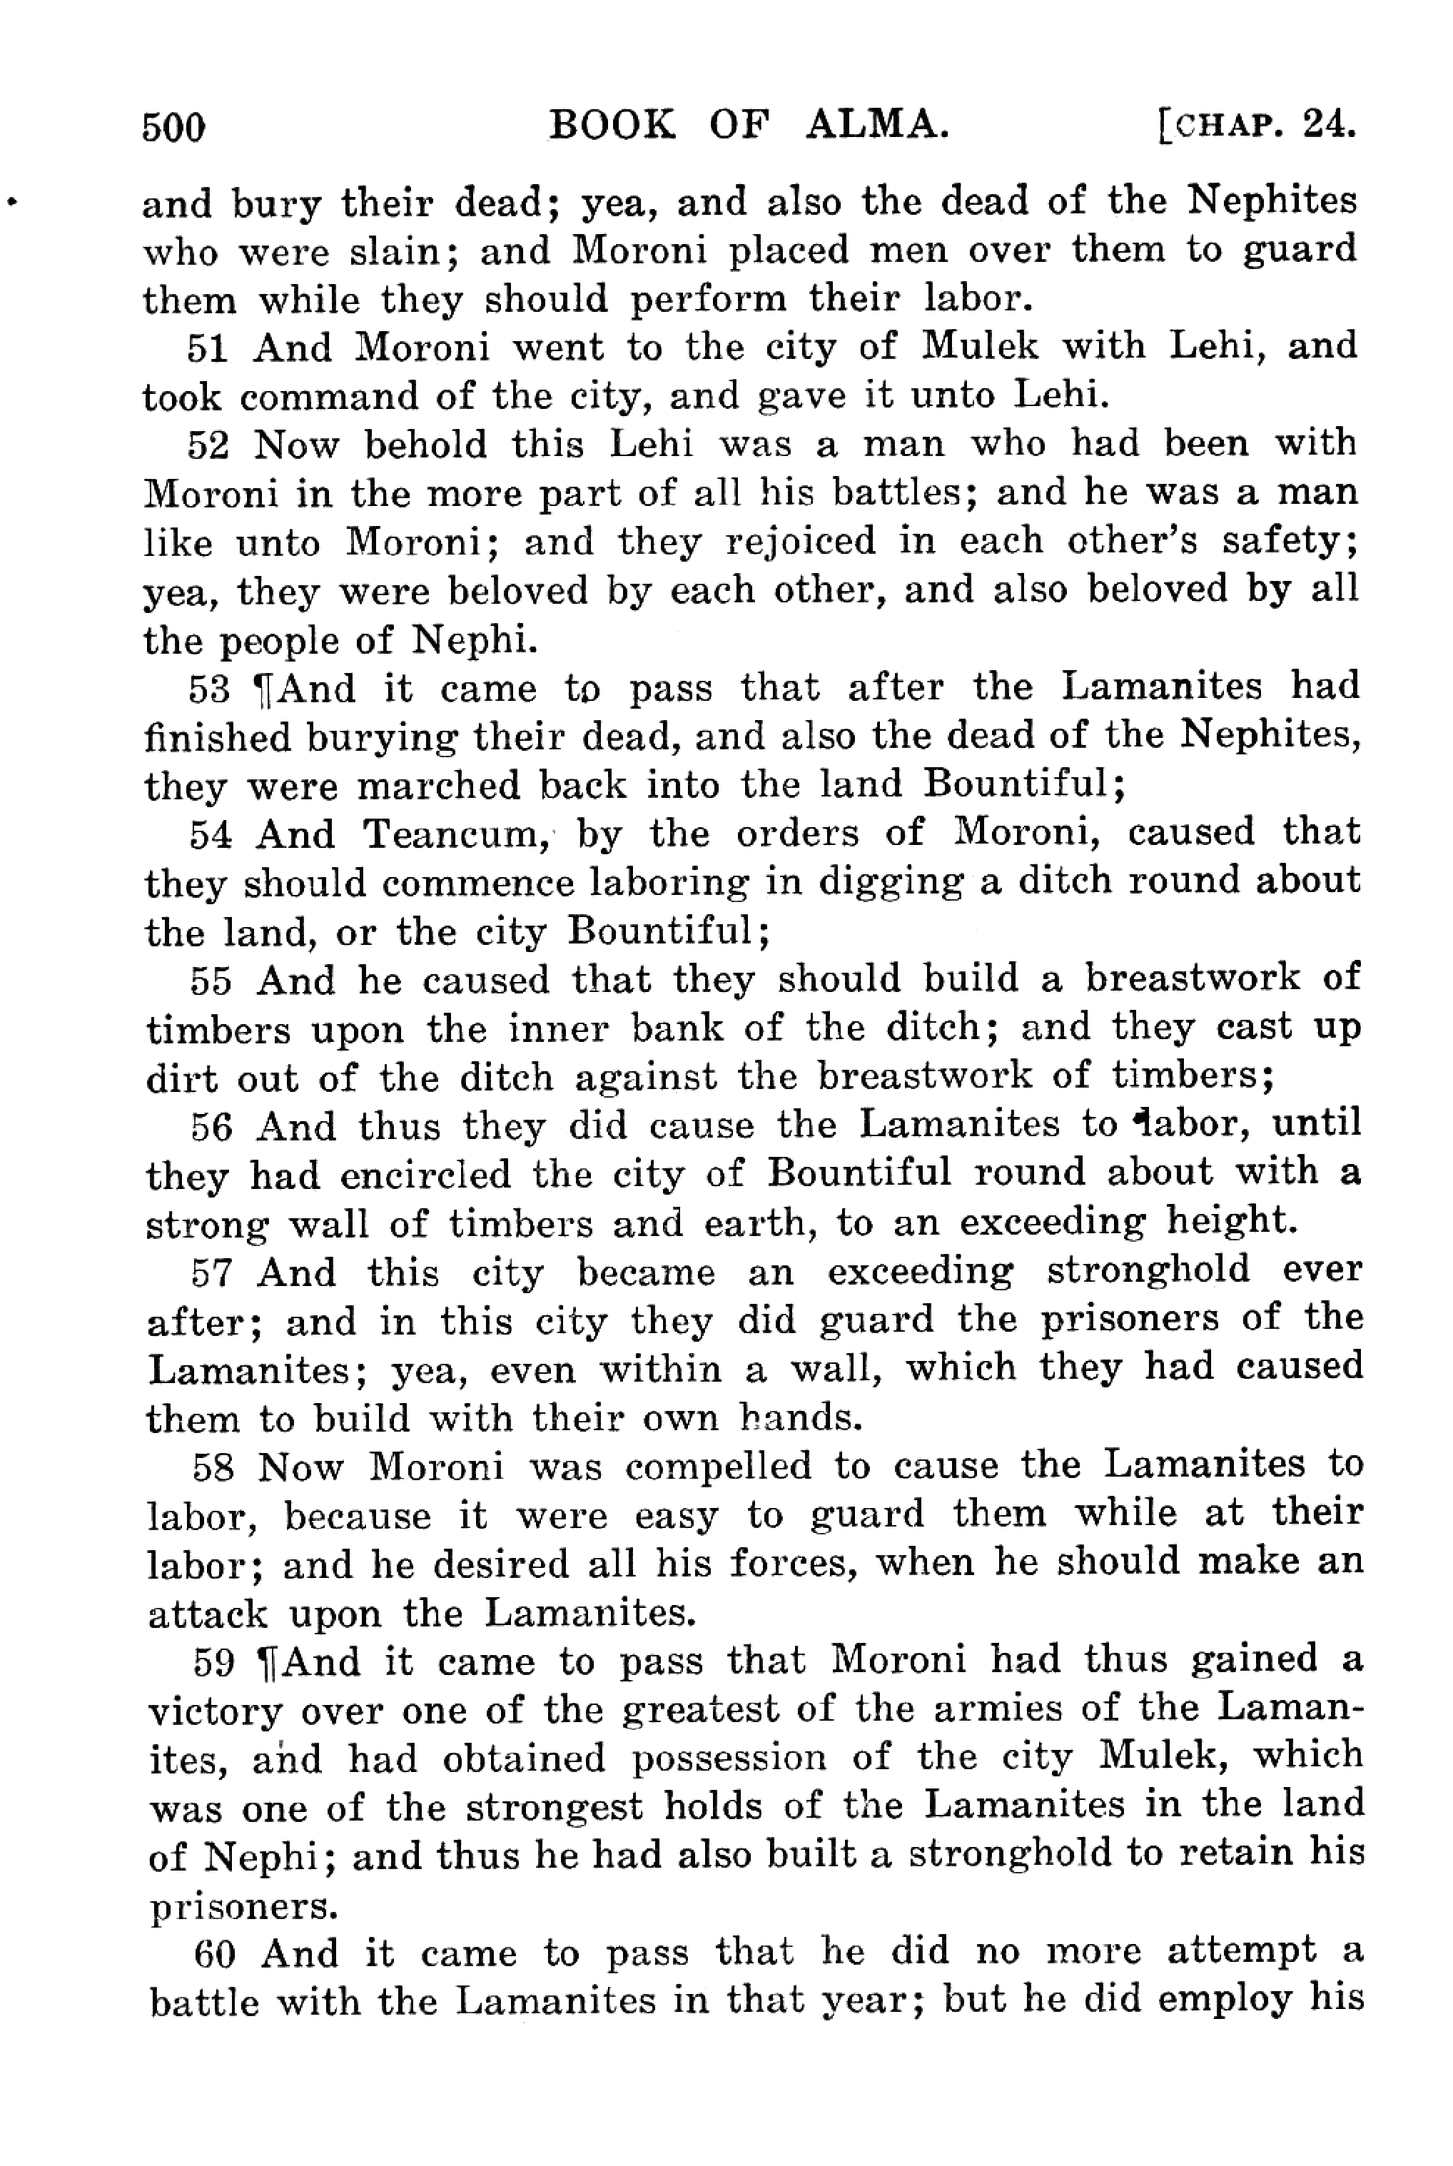 500 BOOK OF ALMA. [CHAP. 24.
and bury their dead; yea, and also the dead of the Nephites
who were slain; and Moroni placed men over them to guard
them while they should perform their labor.
51 And Moroni went to the city of Mulek with Lehi, and
took command of the city, and gave it unto Lehi.
52 Now behold this Lehi was a man who had been with
Moroni in the more part of all his battles; and he was a man
like unto Moroni; and they rejoiced in each other's safety;
yea, they were beloved by each other, and also beloved by all
the people of Nephi.
53 ¶And it came to pass that after the Lamanites had
finished burying their dead, and also the dead of the Nephites,
they were marched back into the land Bountiful;
54 And Teancum, by the orders of Moroni, caused that
they should commence laboring in digging a ditch round about
the land, or the city Bountiful;
55 And he caused that they should build a breastwork of
timbers upon the inner bank of the ditch; and they cast up
dirt out of the ditch against the breastwork of timbers;
56 And thus they did cause the Lamanites to labor, until
they had encircled the city of Bountiful round about with a
strong wall of timbers and earth, to an exceeding height.
57 And this city became an exceeding stronghold ever
after; and in this city they did guard the prisoners of the
Lamanites; yea, even within a wall, which they had caused
them to build with their own hands.
58 Now Moroni was compelled to cause the Lamanites to
labor, because it were easy to guard them while at their
labor; and he desired all his forces, when he should make an
attack upon the Lamanites.
59 ¶And it came to pass that Moroni had thus gained a
victory over one of the greatest of the armies of the Laman-
ites, and had obtained possession of the city Mulek, which
was one of the strongest holds of the Lamanites in the land
of Nephi; and thus he had also built a stronghold to retain his
prisoners.
60 And it came to pass that he did no more attempt a
battle with the Lamanites in that year; but he did employ his